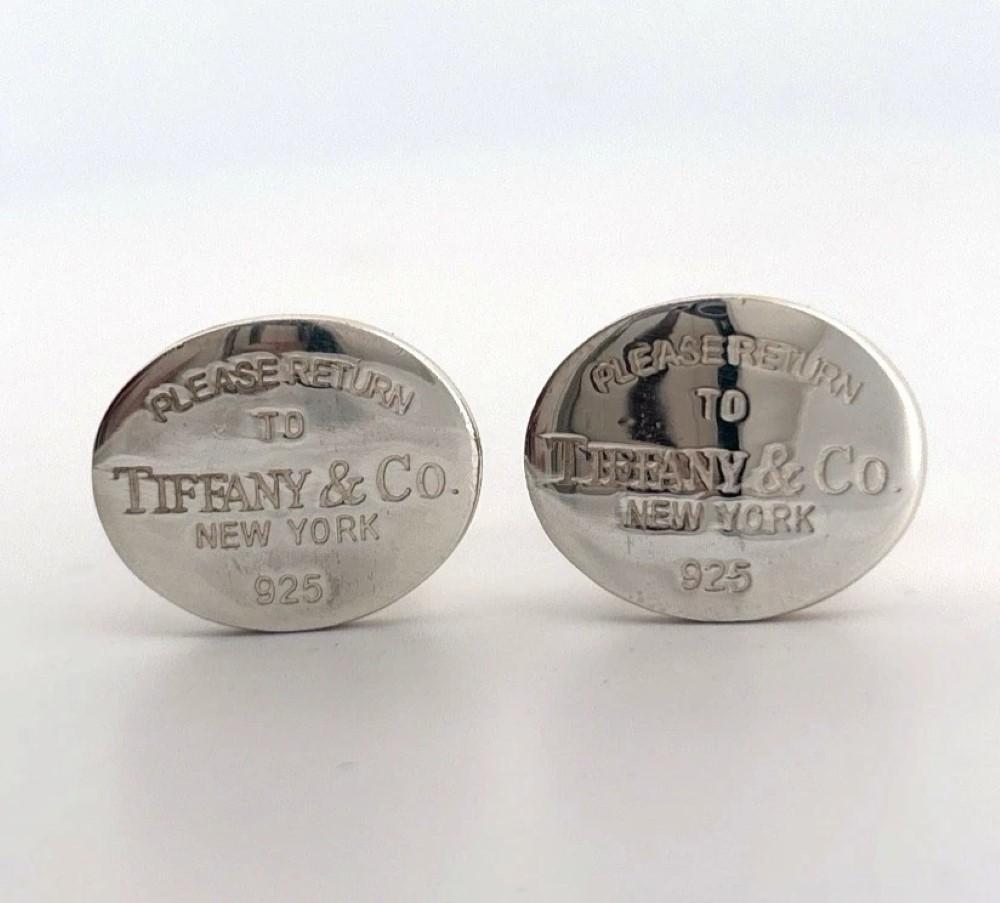 PLEASE RETURN
TO
TIFFANY & CO.
NEW YORK
925
PLEASE RETURN
TO
TIFFANY & CO.
NEW YORK
925